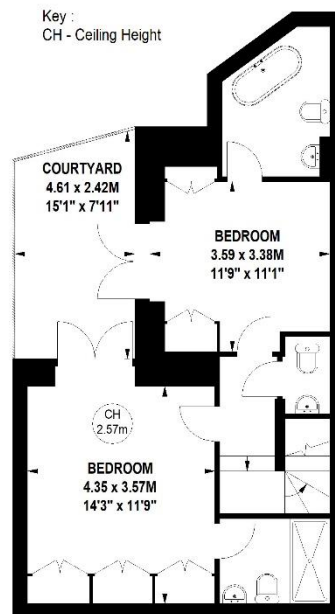 Key :
CH - Ceiling Height
COURTYARD
4.61 x 2.42M
15'1" x 7'11"
BEDROOM
3.59 x 3.38M
11'9" x 11'1"
CH
2.57m
BEDROOM
4.35 x 3.57M
14'3" x 11'9"